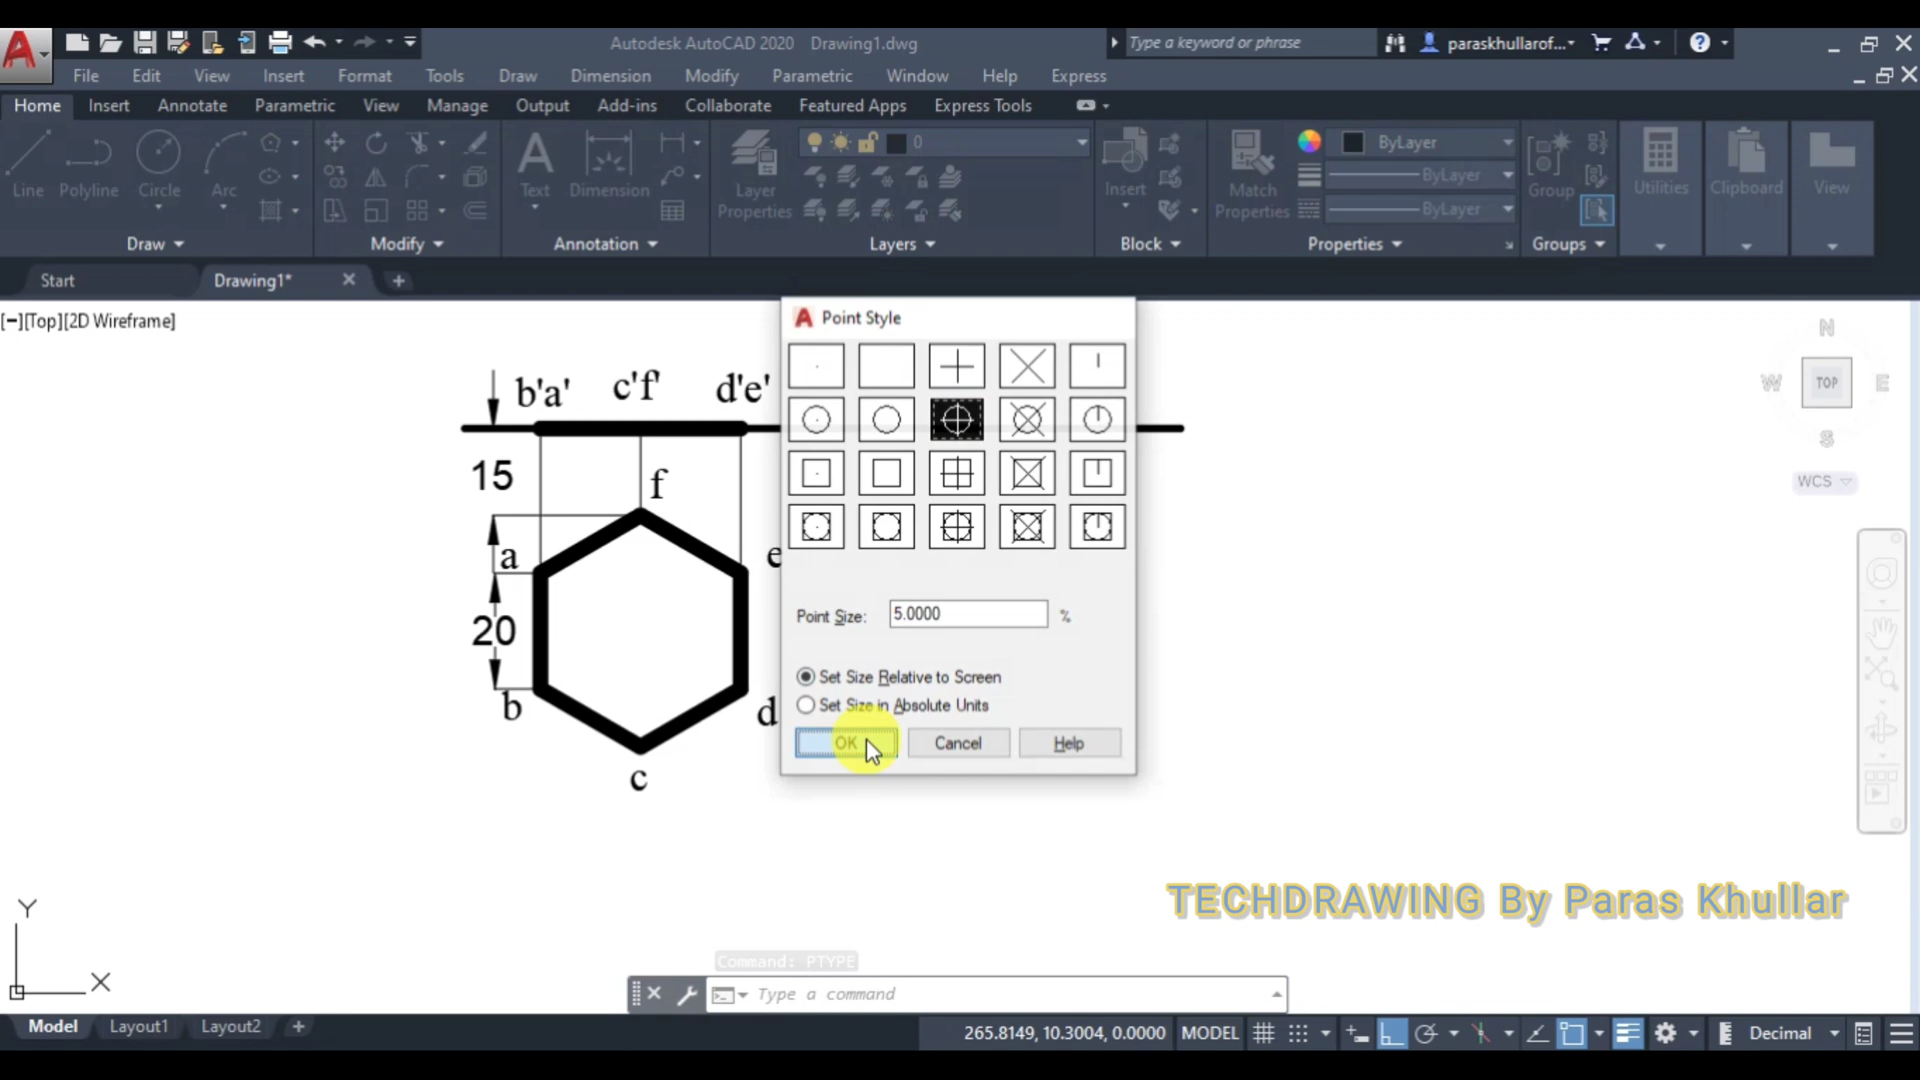 Autodesk AutoCAD 2020 Drawing1.dwg
Type a keyword or phrase
paraskhullarof...
File Edit View Insert Format Tools Draw Dimension Modify Parametric Window Help Express
Home Insert Annotate Parametric View Manage Output Add-ins Collaborate Featured Apps Express Tools
0
ByLayer
ByLayer
ByLayer
Line Polyline Circle Arc
Text Dimension
Layer Properties
Insert
Match Properties
Group
Utilities Clipboard View
Draw Modify Annotation Layers Block Properties Groups
Start Drawing1*
[−][Top][2D Wireframe]
Point Style
N
W TOP E
S
WCS
b'a' c'f' d'e'
15
f
a
e
20
b
d
c
Point Size: 5.0000 %
Set Size Relative to Screen
Set Size in Absolute Units
OK Cancel Help
TECHDRAWING By Paras Khullar
Y
X
Command: PTYPE
Type a command
Model Layout1 Layout2 +
265.8149, 10.3004, 0.0000 MODEL
Decimal